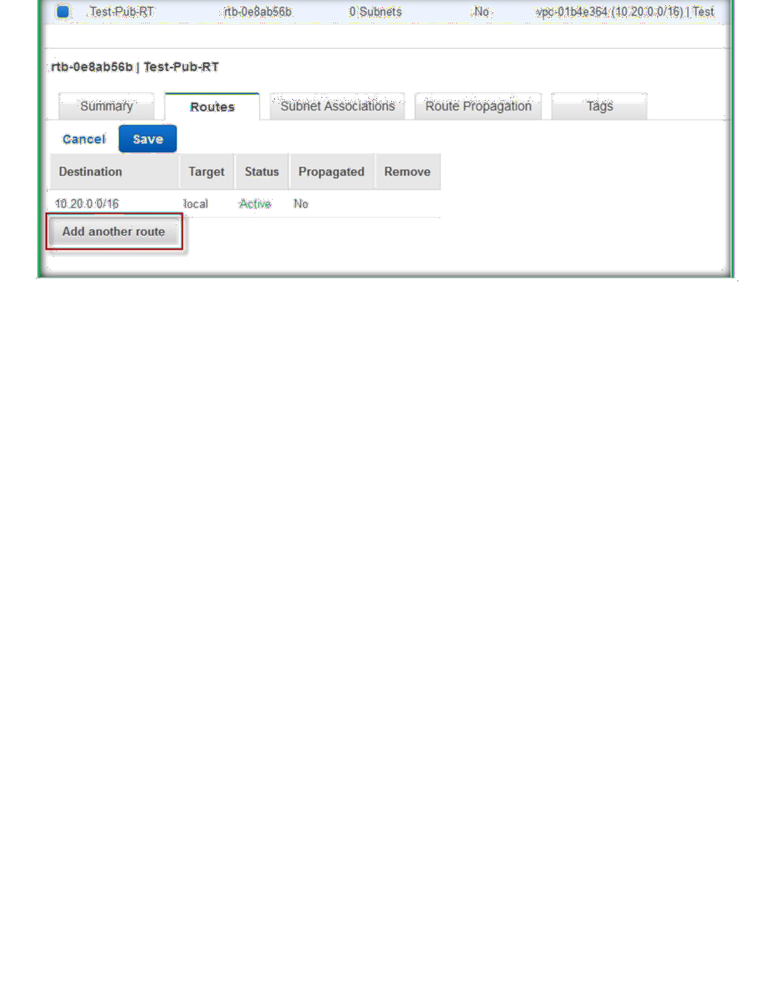 Test-Pub-RT rtb-0e8ab56b 0 Subnets No vpc-01b4e364 (10.20.0.0/16) | Test
rtb-0e8ab56b | Test-Pub-RT
Summary Routes Subnet Associations Route Propagation Tags
Cancel Save
Destination Target Status Propagated Remove
10.20.0.0/16 local Active No
Add another route